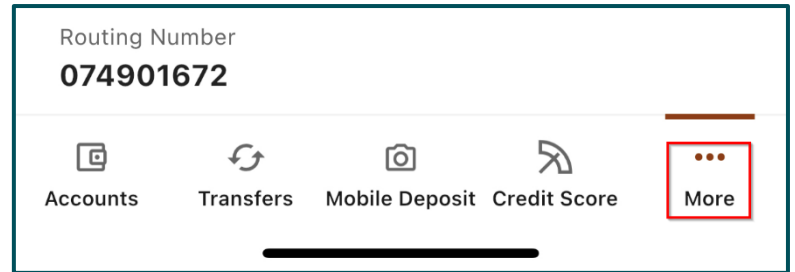 Routing Number
074901672
Accounts Transfers Mobile Deposit Credit Score More